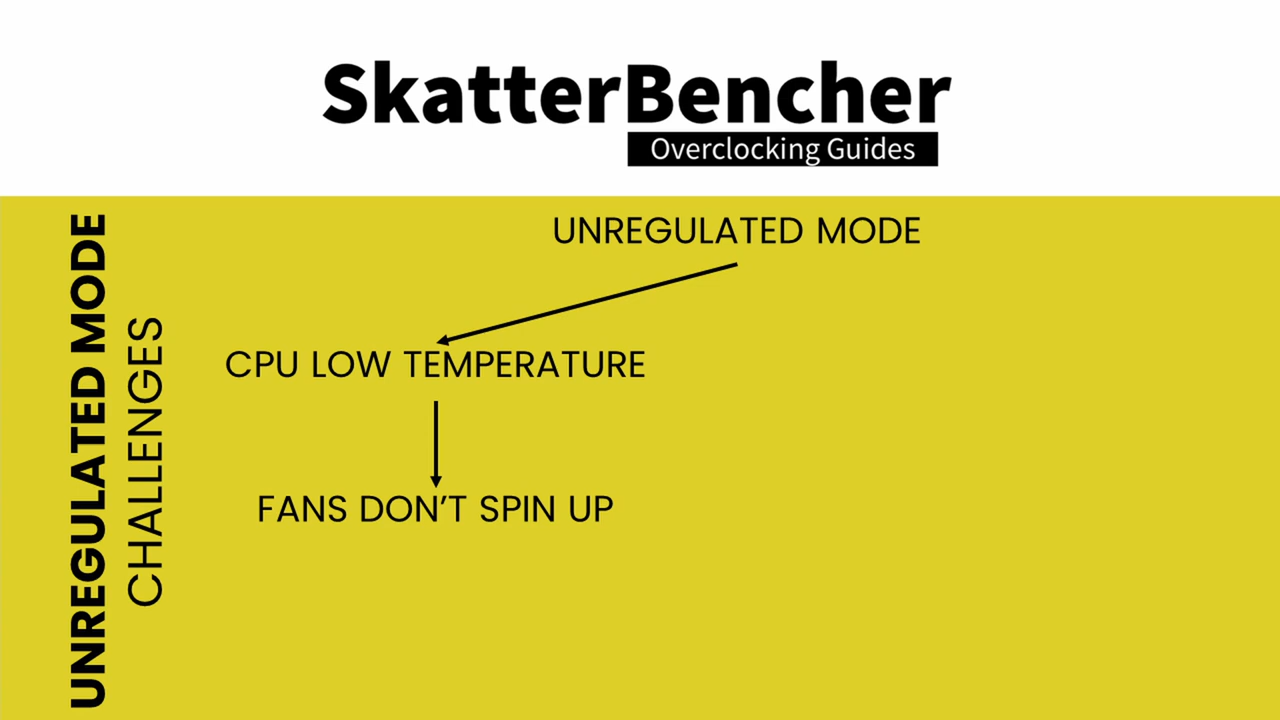 SkatterBencher
Overclocking Guides
UNREGULATED MODE
CHALLENGES
UNREGULATED MODE
CPU LOW TEMPERATURE
FANS DON’T SPIN UP